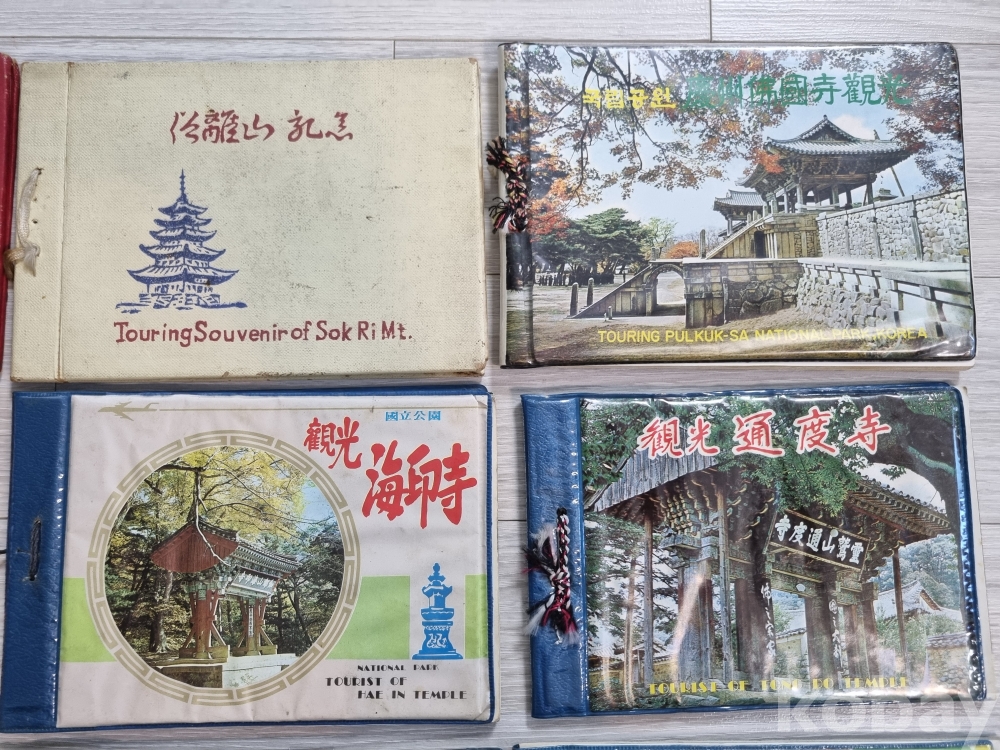 俗離山 記念
Touring Souvenir of Sok Ri Mt.
국립공원 慶州佛國寺觀光
TOURING PULKUK-SA NATIONAL PARK, KOREA
國立公園
觀光
海印寺
NATIONAL PARK
TOURIST OF
HAE IN TEMPLE
觀光通度寺
寺度通山鷲靈
TOURIST OF TONG DO TEMPLE
kobay